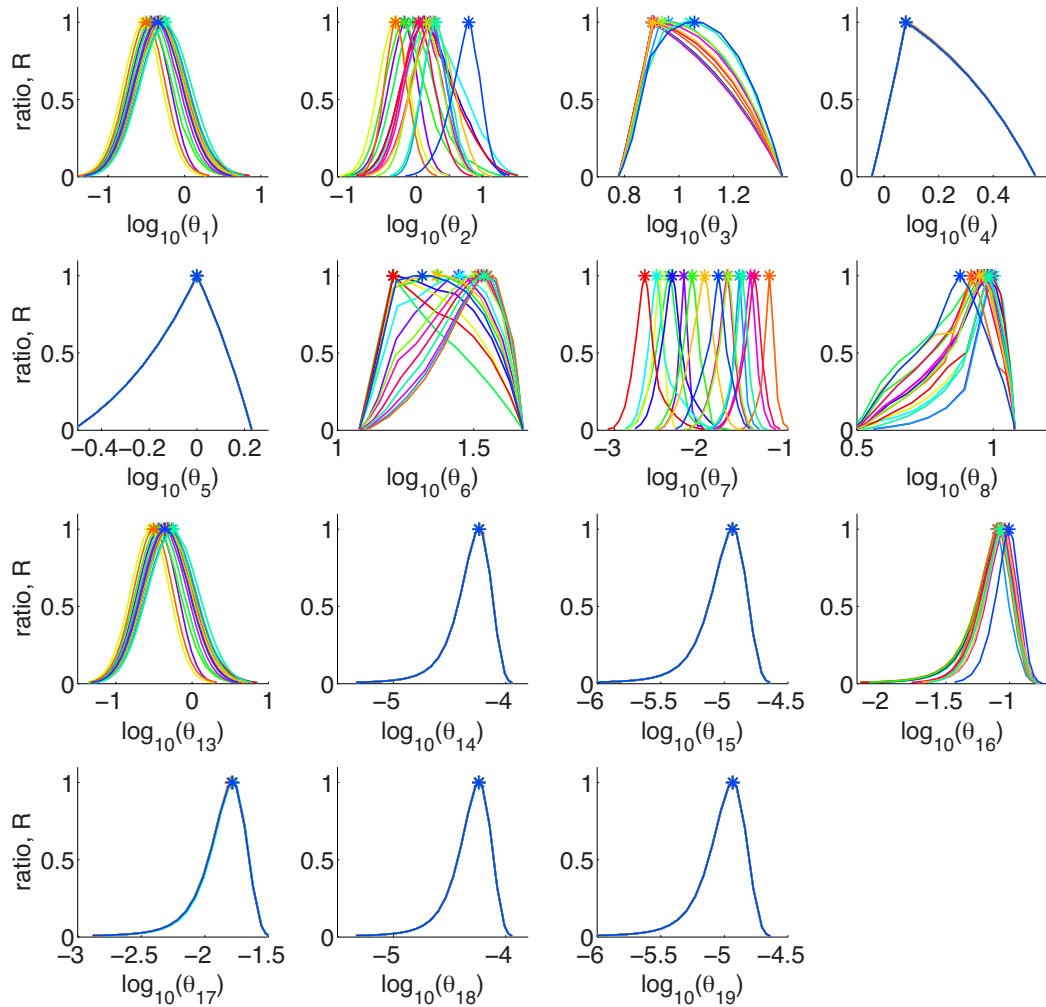 ratio, R
1
0.5
0
−1 0 1
log10(θ1)
1
0.5
0
−1 0 1
log10(θ2)
1
0.5
0
0.8 1 1.2
log10(θ3)
1
0.5
0
0 0.2 0.4
log10(θ4)
ratio, R
1
0.5
0
−0.4 −0.2 0 0.2
log10(θ5)
1
0.5
0
1 1.5
log10(θ6)
1
0.5
0
−3 −2 −1
log10(θ7)
1
0.5
0
0.5 1
log10(θ8)
ratio, R
1
0.5
0
−1 0 1
log10(θ13)
1
0.5
0
−5 −4
log10(θ14)
1
0.5
0
−6 −5.5 −5 −4.5
log10(θ15)
1
0.5
0
−2 −1.5 −1
log10(θ16)
ratio, R
1
0.5
0
−3 −2.5 −2 −1.5
log10(θ17)
1
0.5
0
−5 −4
log10(θ18)
1
0.5
0
−6 −5.5 −5 −4.5
log10(θ19)